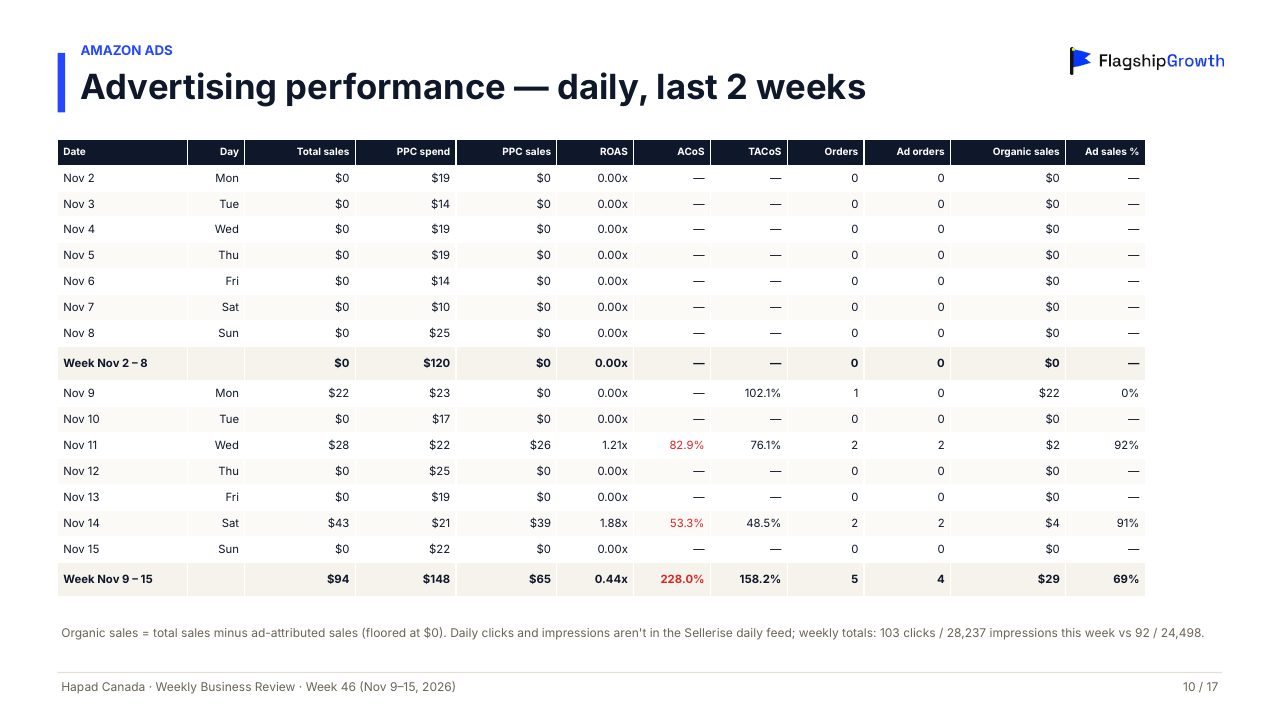 AMAZON ADS
Advertising performance — daily, last 2 weeks
FlagshipGrowth
Date Day Total sales PPC spend PPC sales ROAS ACoS TACoS Orders Ad orders Organic sales Ad sales %
Nov 2 Mon $0 $19 $0 0.00x — — 0 0 $0 —
Nov 3 Tue $0 $14 $0 0.00x — — 0 0 $0 —
Nov 4 Wed $0 $19 $0 0.00x — — 0 0 $0 —
Nov 5 Thu $0 $19 $0 0.00x — — 0 0 $0 —
Nov 6 Fri $0 $14 $0 0.00x — — 0 0 $0 —
Nov 7 Sat $0 $10 $0 0.00x — — 0 0 $0 —
Nov 8 Sun $0 $25 $0 0.00x — — 0 0 $0 —
Week Nov 2 – 8 $0 $120 $0 0.00x — — 0 0 $0 —
Nov 9 Mon $22 $23 $0 0.00x — 102.1% 1 0 $22 0%
Nov 10 Tue $0 $17 $0 0.00x — — 0 0 $0 —
Nov 11 Wed $28 $22 $26 1.21x 82.9% 76.1% 2 2 $2 92%
Nov 12 Thu $0 $25 $0 0.00x — — 0 0 $0 —
Nov 13 Fri $0 $19 $0 0.00x — — 0 0 $0 —
Nov 14 Sat $43 $21 $39 1.88x 53.3% 48.5% 2 2 $4 91%
Nov 15 Sun $0 $22 $0 0.00x — — 0 0 $0 —
Week Nov 9 – 15 $94 $148 $65 0.44x 228.0% 158.2% 5 4 $29 69%
Organic sales = total sales minus ad-attributed sales (floored at $0). Daily clicks and impressions aren't in the Sellerise daily feed; weekly totals: 103 clicks / 28,237 impressions this week vs 92 / 24,498.
Hapad Canada · Weekly Business Review · Week 46 (Nov 9–15, 2026)
10 / 17